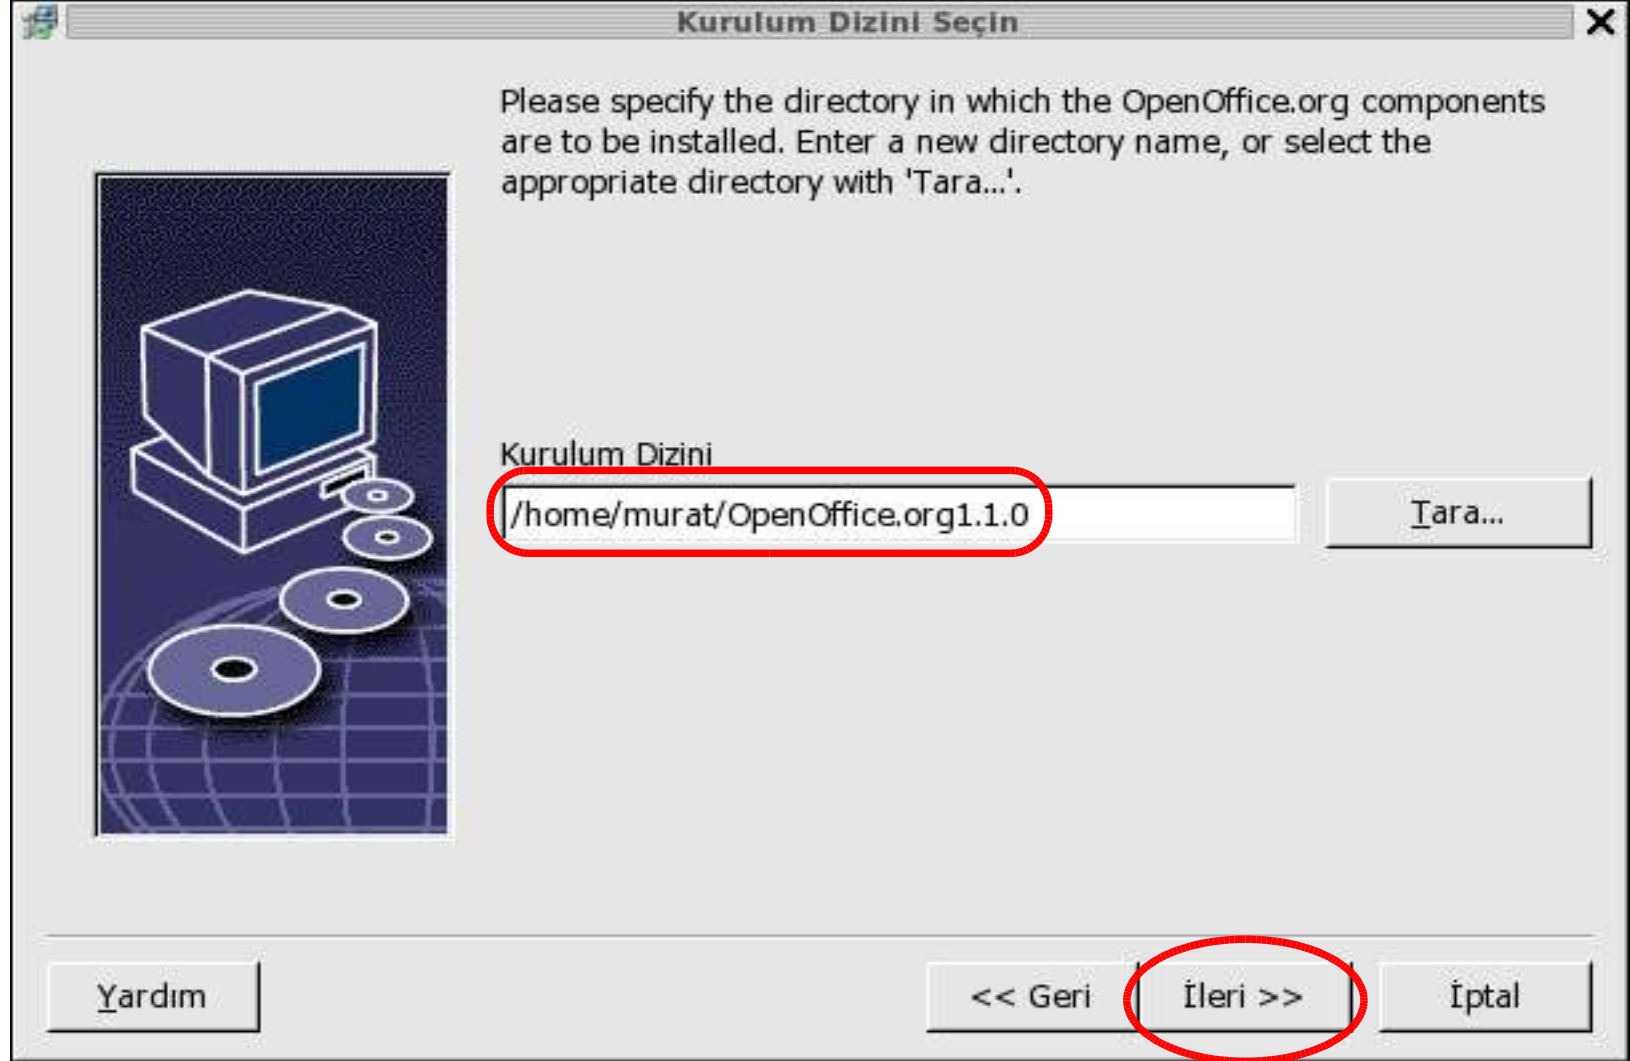 Kurulum Dizini Seçin
Please specify the directory in which the OpenOffice.org components
are to be installed. Enter a new directory name, or select the
appropriate directory with 'Tara...'.
Kurulum Dizini
/home/murat/OpenOffice.org1.1.0
Tara...
Yardım
<< Geri
İleri >>
İptal